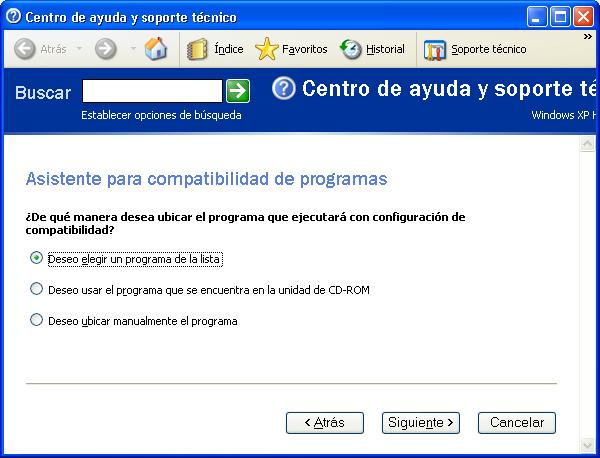 Centro de ayuda y soporte técnico
Atrás Índice Favoritos Historial Soporte técnico »
Buscar Centro de ayuda y soporte té
Establecer opciones de búsqueda Windows XP H
Asistente para compatibilidad de programas
¿De qué manera desea ubicar el programa que ejecutará con configuración de
compatibilidad?
Deseo elegir un programa de la lista
Deseo usar el programa que se encuentra en la unidad de CD-ROM
Deseo ubicar manualmente el programa
< Atrás Siguiente > Cancelar